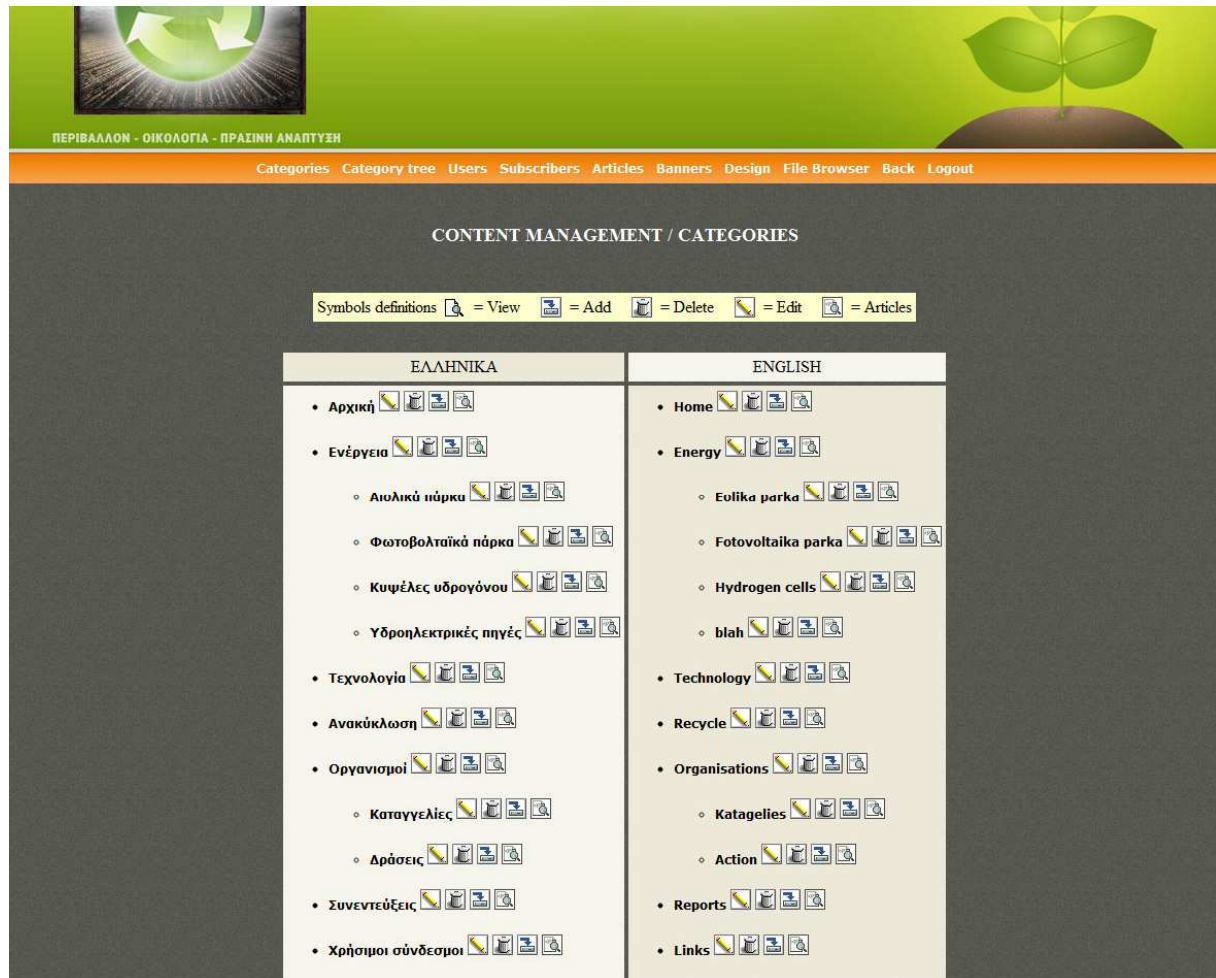 ΠΕΡΙΒΑΛΛΟΝ - ΟΙΚΟΛΟΓΙΑ - ΠΡΑΣΙΝΗ ΑΝΑΠΤΥΞΗ
Categories Category tree Users Subscribers Articles Banners Design File Browser Back Logout
CONTENT MANAGEMENT / CATEGORIES
Symbols definitions = View = Add = Delete = Edit = Articles
ΕΛΛΗΝΙΚΑ
Αρχική
Ενέργεια
Αιολικά πάρκα
Φωτοβολταϊκά πάρκα
Κυψέλες υδρογόνου
Υδροηλεκτρικές πηγές
Τεχνολογία
Ανακύκλωση
Οργανισμοί
Καταγγελίες
Δράσεις
Συνεντεύξεις
Χρήσιμοι σύνδεσμοι
ENGLISH
Home
Energy
Eolika parka
Fotovoltaika parka
Hydrogen cells
blah
Technology
Recycle
Organisations
Katagelies
Action
Reports
Links